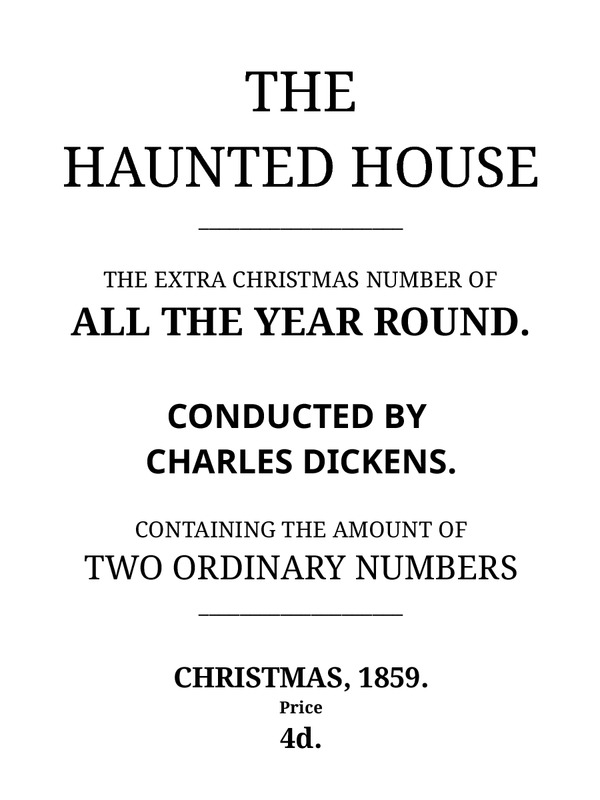 THE
HAUNTED HOUSE
THE EXTRA CHRISTMAS NUMBER OF
ALL THE YEAR ROUND.
CONDUCTED BY
CHARLES DICKENS.
CONTAINING THE AMOUNT OF
TWO ORDINARY NUMBERS
CHRISTMAS, 1859.
Price
4d.